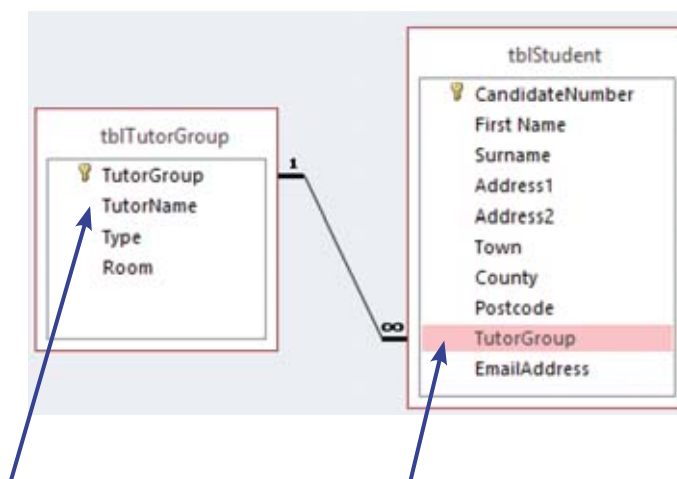 tblTutorGroup
TutorGroup
TutorName
Type
Room
1
∞
tblStudent
CandidateNumber
First Name
Surname
Address1
Address2
Town
County
Postcode
TutorGroup
EmailAddress